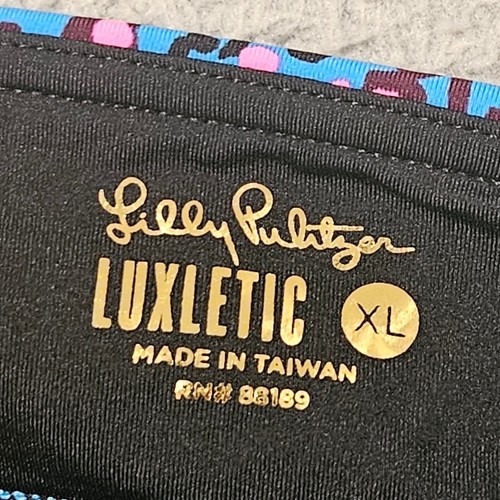 Lilly Pulitzer
LUXLETIC
XL
MADE IN TAIWAN
RN# 88189